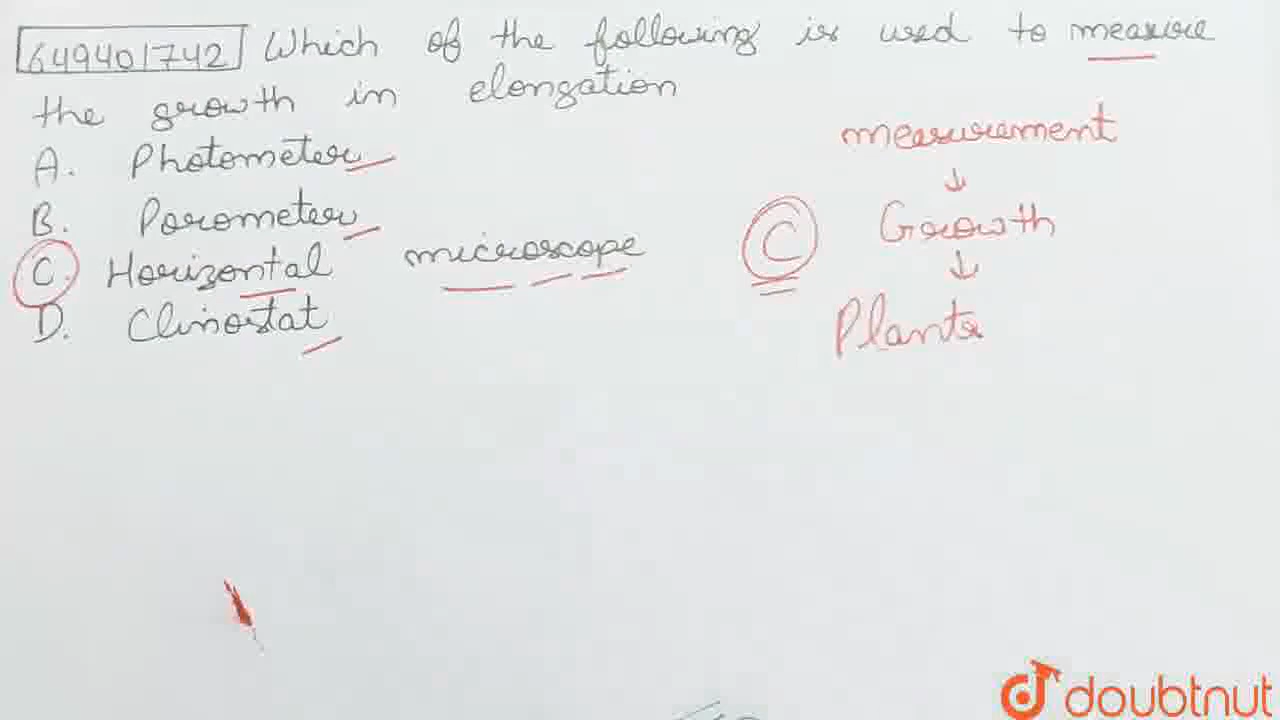 649401742 Which of the following is used to measure
the growth in elongation
A. Photometer
B. Porometer
C. Horizontal microscope
D. Clinostat
measurement
↓
C Growth
↓
Plants
doubtnut